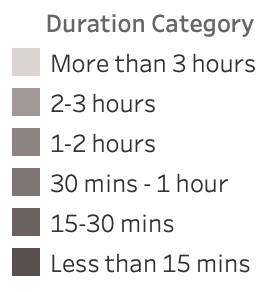 Duration Category
More than 3 hours
2-3 hours
1-2 hours
30 mins - 1 hour
15-30 mins
Less than 15 mins